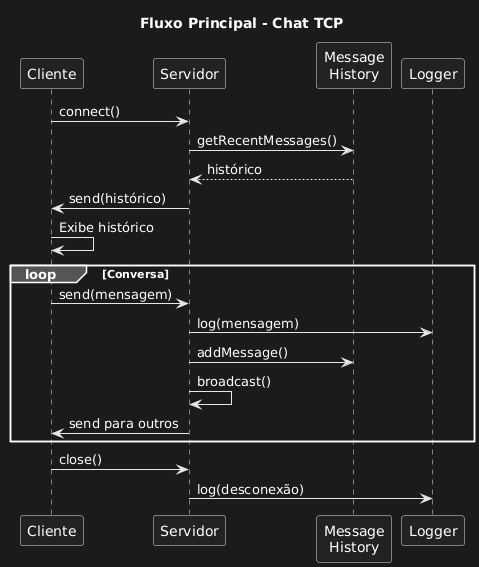 Fluxo Principal - Chat TCP
Cliente
Servidor
Message
History
Logger
connect()
getRecentMessages()
histórico
send(histórico)
Exibe histórico
loop
[Conversa]
send(mensagem)
log(mensagem)
addMessage()
broadcast()
send para outros
close()
log(desconexão)
Cliente
Servidor
Message
History
Logger